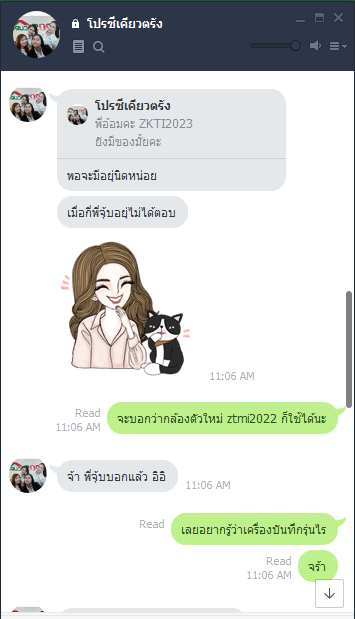 โปรซีเคียวตรัง
โปรซีเคียวตรัง
พี่อ้อมคะ ZKTI2023
ยังมีของมั้ยคะ
พอจะมีอยู่นิดหน่อย
เมื่อกี้พี่จุ้บอยู่ไม่ได้ตอบ
11:06 AM
Read
11:06 AM
จะบอกว่ากล้องตัวใหม่ ztmi2022 ก็ใช้ได้นะ
จ้า พี่จุ้บบอกแล้ว อิอิ
11:06 AM
Read
เลยอยากรู้ว่าเครื่องบันทึกรุ่นไร
Read
11:06 AM
จร้า